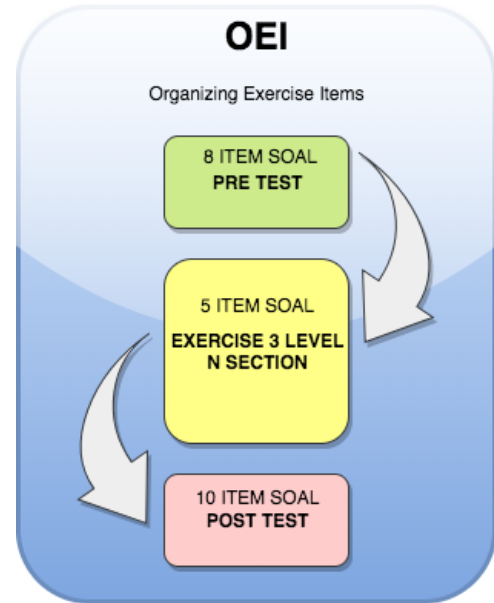 OEI
Organizing Exercise Items
8 ITEM SOAL
PRE TEST
5 ITEM SOAL
EXERCISE 3 LEVEL
N SECTION
10 ITEM SOAL
POST TEST